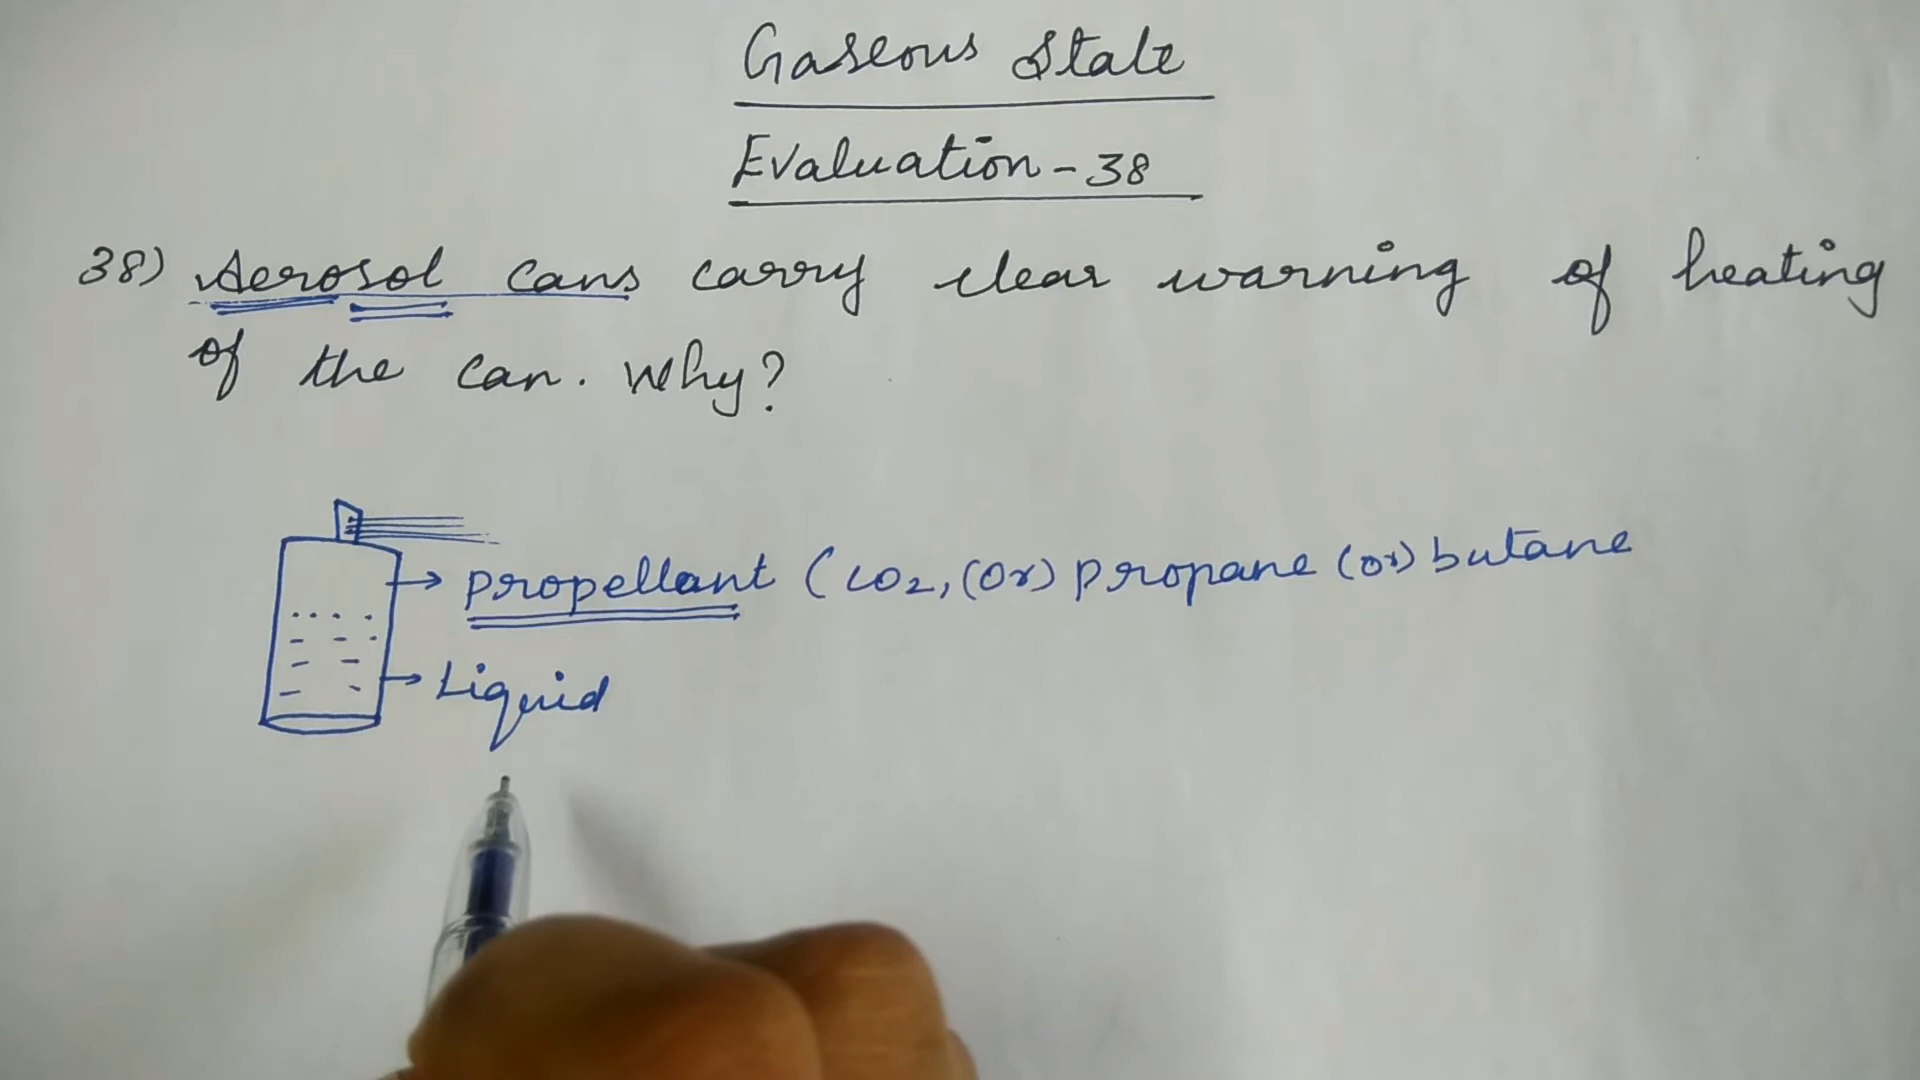 Gaseous State
Evaluation - 38
38) Aerosol cans carry clear warning of heating
of the can. Why?
→ propellant (CO2, (Or) propane (or) butane
→ Liquid